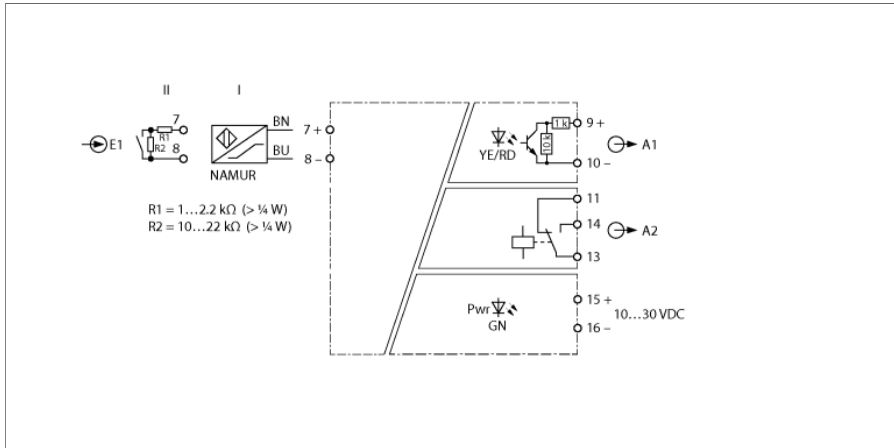 II I
E1
7
R1
R2
8
BN
BU
NAMUR
7 +
8 –
R1 = 1…2.2 kΩ (> ¼ W)
R2 = 10…22 kΩ (> ¼ W)
YE/RD
1 k
10 k
9 +
10 –
A1
11
14
13
A2
Pwr
GN
15 +
16 –
10…30 VDC